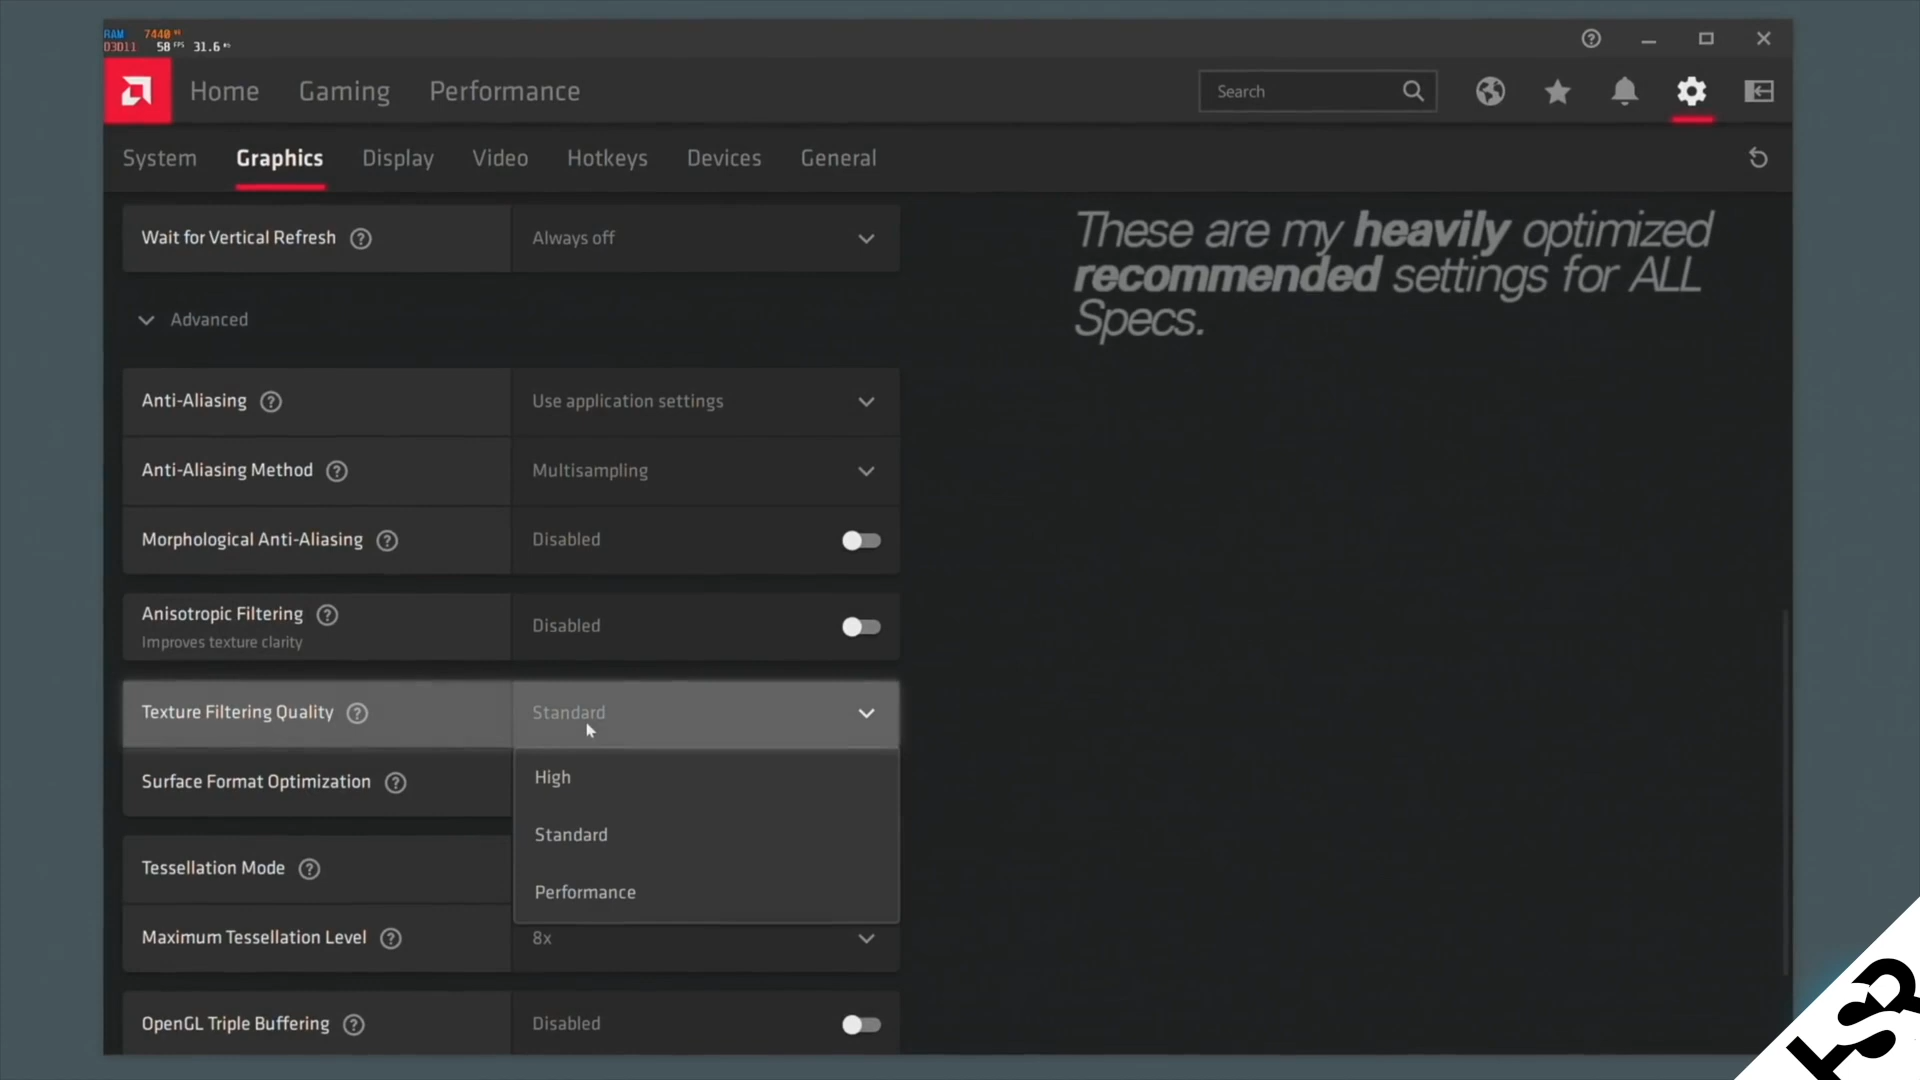 RAM 7440
D3D11 58 FPS 31.6
Home Gaming Performance Search
System Graphics Display Video Hotkeys Devices General
Wait for Vertical Refresh ? Always off
These are my heavily optimized
recommended settings for ALL
Specs.
Advanced
Anti-Aliasing ? Use application settings
Anti-Aliasing Method ? Multisampling
Morphological Anti-Aliasing ? Disabled
Anisotropic Filtering ? Disabled
Improves texture clarity
Texture Filtering Quality ? Standard
High
Surface Format Optimization ?
Standard
Tessellation Mode ?
Performance
Maximum Tessellation Level ? 8x
OpenGL Triple Buffering ? Disabled